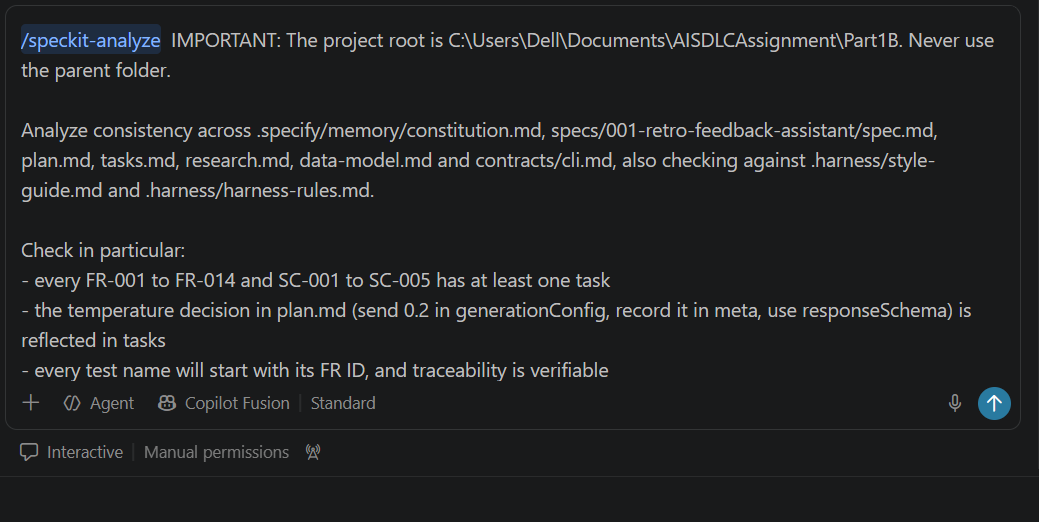 /speckit-analyze IMPORTANT: The project root is C:\Users\Dell\Documents\AISDLCAssignment\Part1B. Never use
the parent folder.
Analyze consistency across .specify/memory/constitution.md, specs/001-retro-feedback-assistant/spec.md,
plan.md, tasks.md, research.md, data-model.md and contracts/cli.md, also checking against .harness/style-
guide.md and .harness/harness-rules.md.
Check in particular:
- every FR-001 to FR-014 and SC-001 to SC-005 has at least one task
- the temperature decision in plan.md (send 0.2 in generationConfig, record it in meta, use responseSchema) is
reflected in tasks
- every test name will start with its FR ID, and traceability is verifiable
Agent Copilot Fusion Standard
Interactive Manual permissions